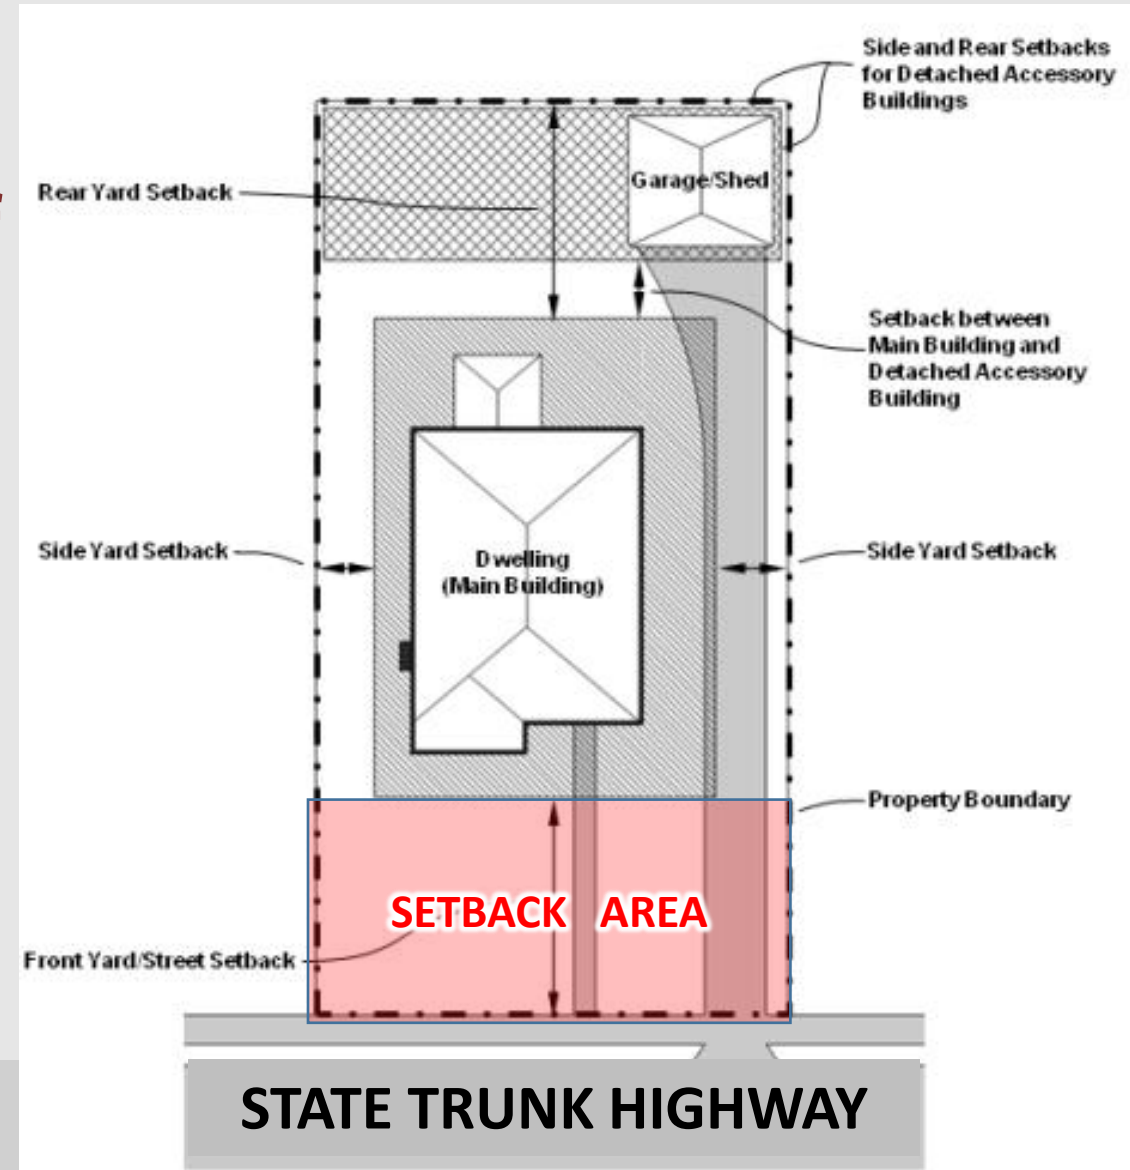 Side and Rear Setbacks
for Detached Accessory
Buildings
Garage/Shed
Rear Yard Setback
Setback between
Main Building and
Detached Accessory
Building
Side Yard Setback
Dwelling
(Main Building)
Side Yard Setback
Property Boundary
SETBACK AREA
Front Yard/Street Setback
STATE TRUNK HIGHWAY